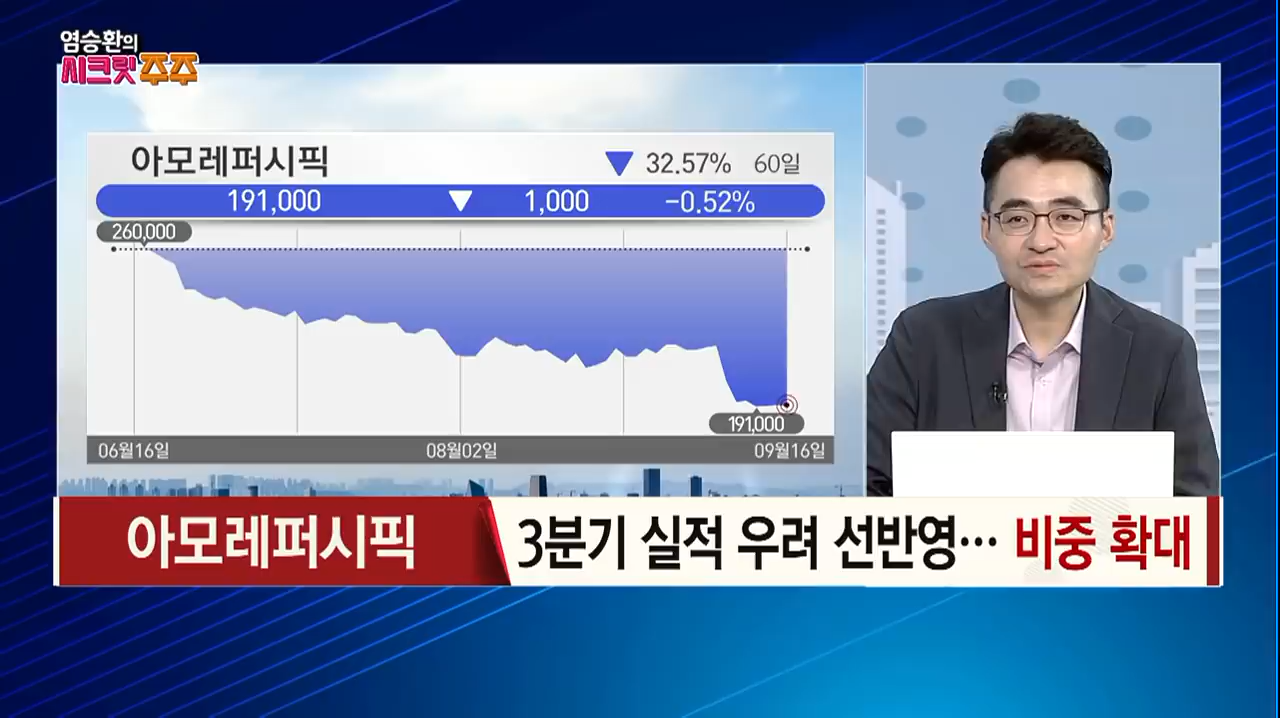 염승환의
시크릿 주주
아모레퍼시픽 ▼ 32.57% 60일
191,000 ▼ 1,000 -0.52%
260,000
191,000
06월16일 08월02일 09월16일
아모레퍼시픽 3분기 실적 우려 선반영… 비중 확대